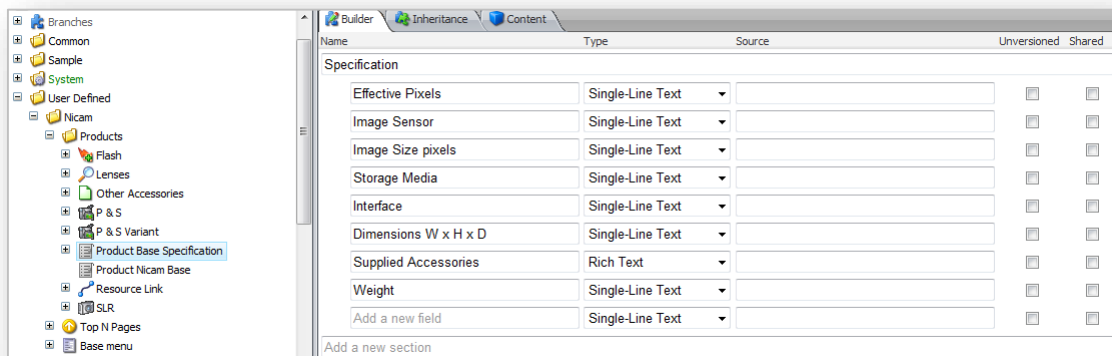 Branches
Common
Sample
System
User Defined
Nicam
Products
Flash
Lenses
Other Accessories
P & S
P & S Variant
Product Base Specification
Product Nicam Base
Resource Link
SLR
Top N Pages
Base menu
Builder Inheritance Content
Name Type Source Unversioned Shared
Specification
Effective Pixels Single-Line Text
Image Sensor Single-Line Text
Image Size pixels Single-Line Text
Storage Media Single-Line Text
Interface Single-Line Text
Dimensions W x H x D Single-Line Text
Supplied Accessories Rich Text
Weight Single-Line Text
Add a new field Single-Line Text
Add a new section